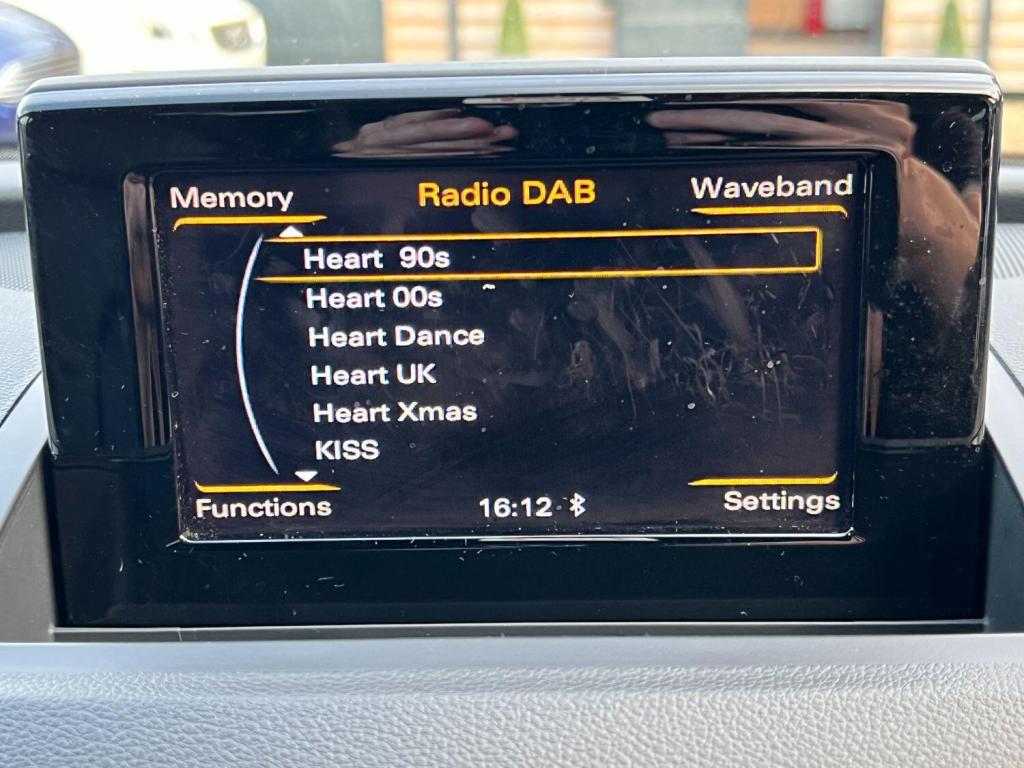 Memory Radio DAB Waveband
Heart 90s
Heart 00s
Heart Dance
Heart UK
Heart Xmas
KISS
Functions 16:12 Settings